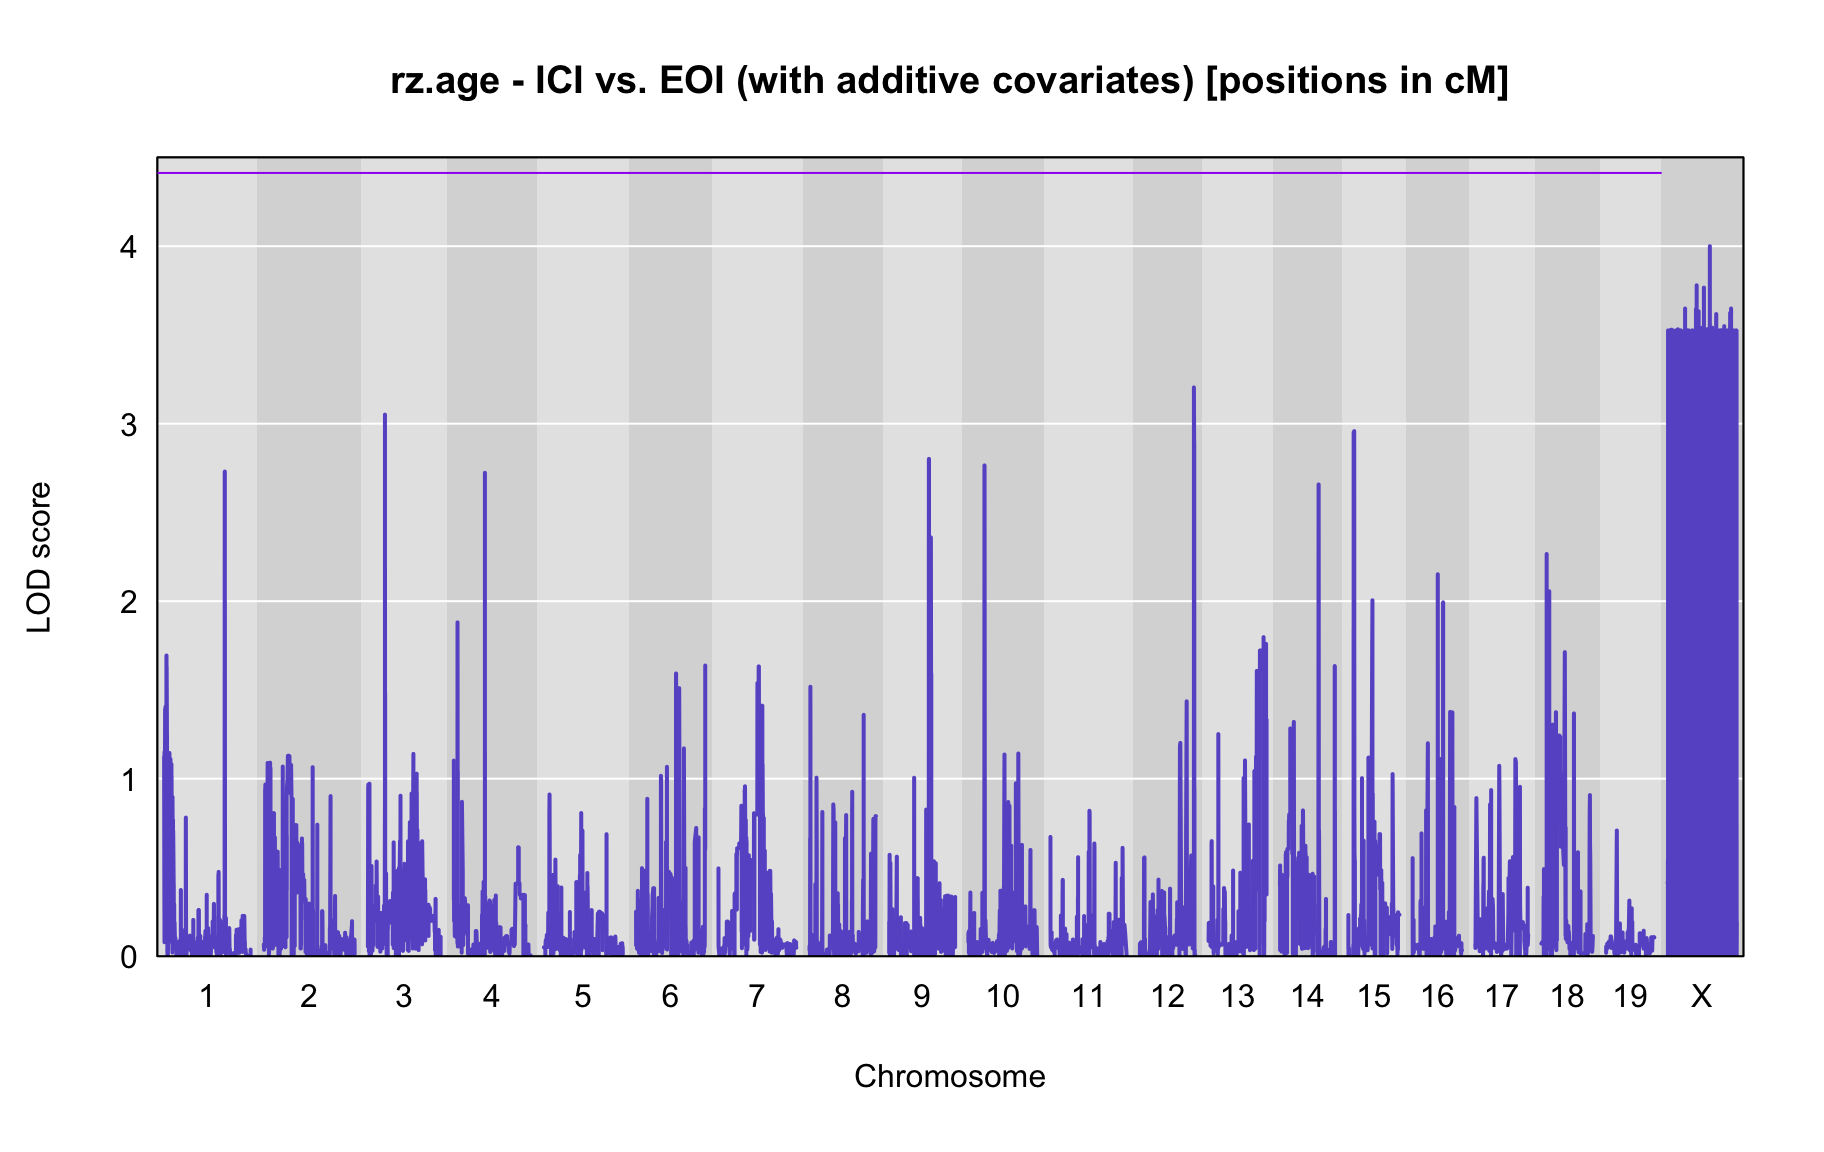 rz.age - ICI vs. EOI (with additive covariates) [positions in cM]
LOD score
4
3
2
1
0
1 2 3 4 5 6 7 8 9 10 11 12 13 14 15 16 17 18 19 X
Chromosome